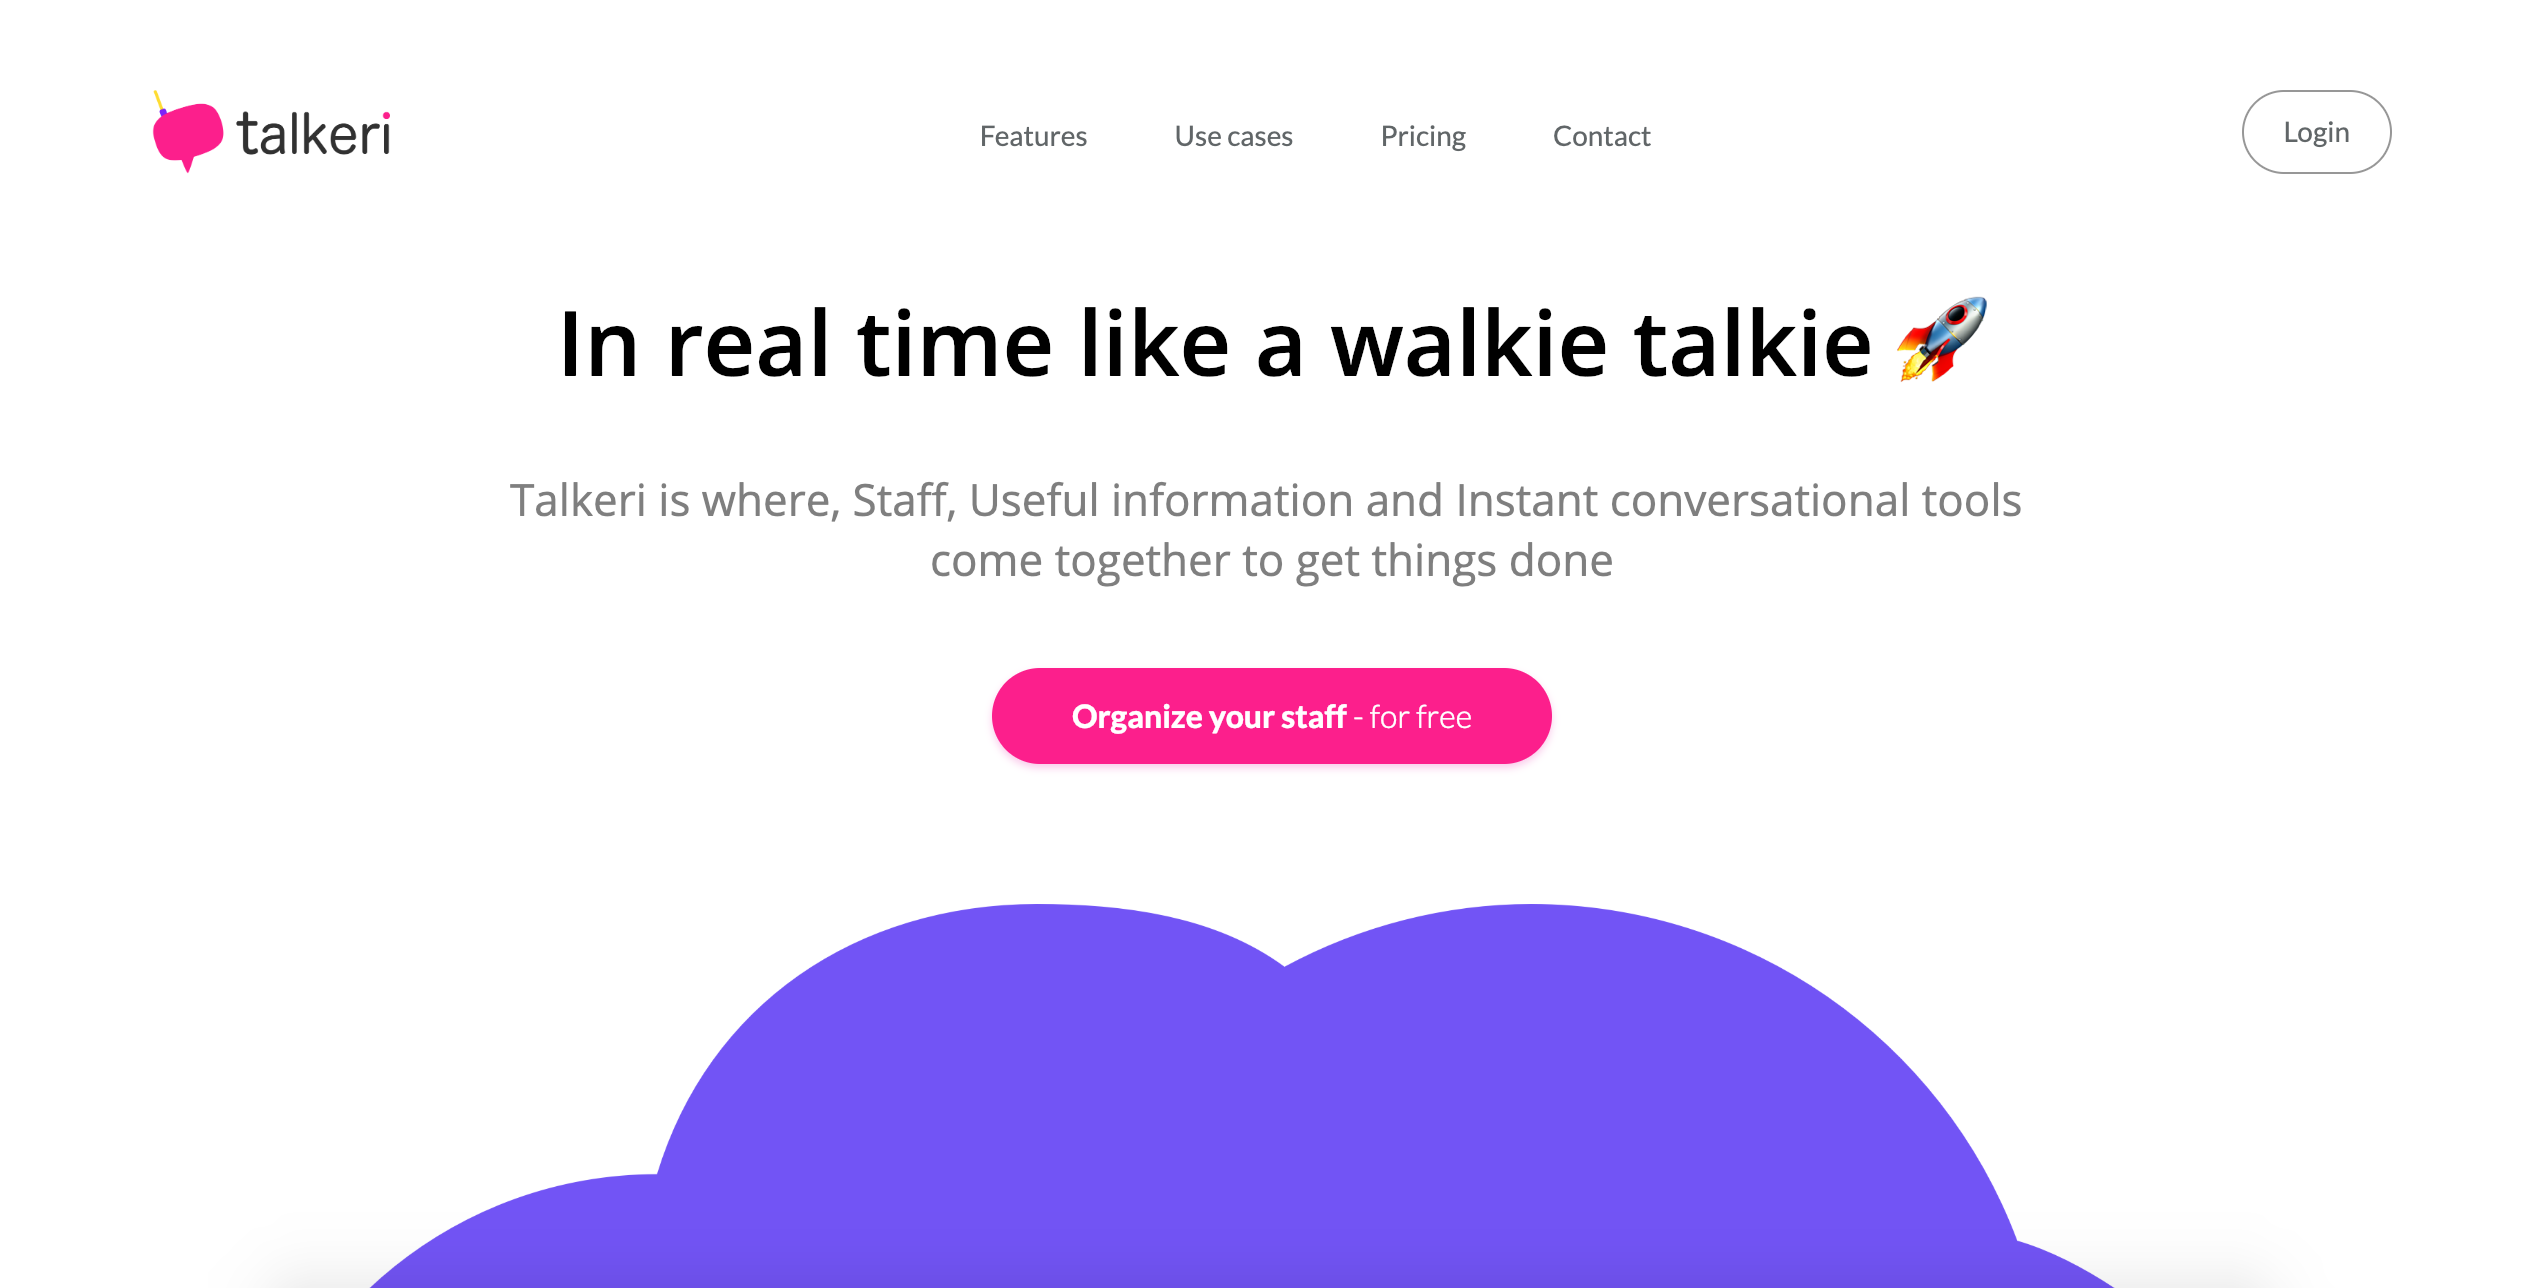 talkeri
Features
Use cases
Pricing
Contact
Login
In real time like a walkie talkie 🚀
Talkeri is where, Staff, Useful information and Instant conversational tools
come together to get things done
Organize your staff - for free